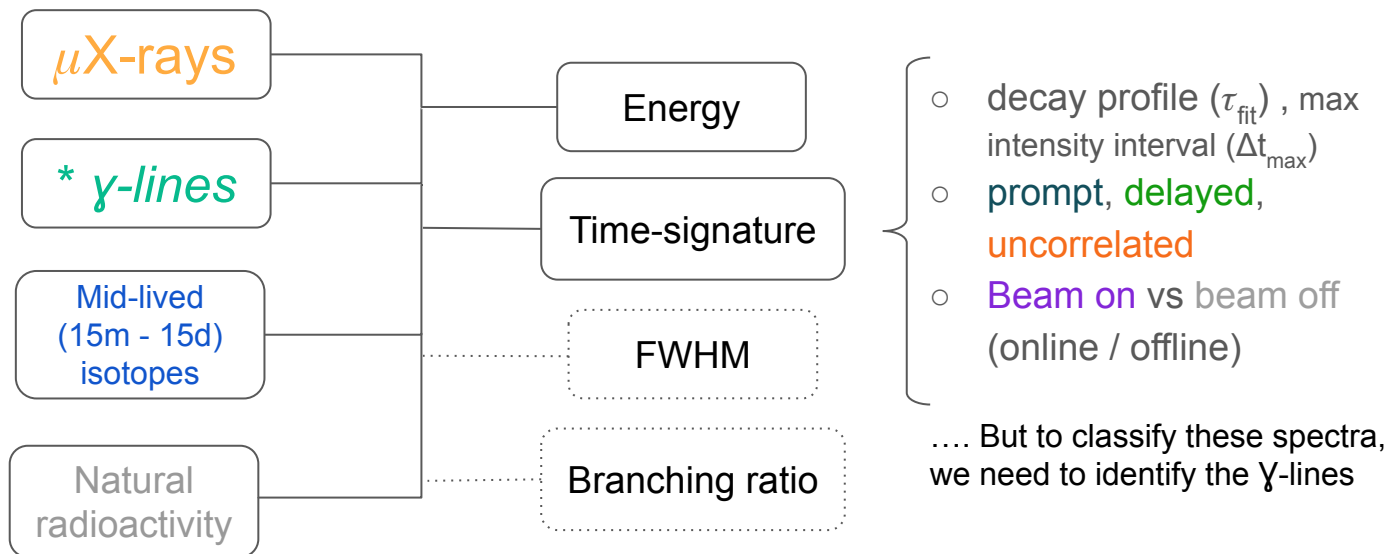 μX-rays
* ɣ-lines
Mid-lived
(15m - 15d)
isotopes
Natural
radioactivity
Energy
Time-signature
FWHM
Branching ratio
○ decay profile (τfit) , max
intensity interval (Δtmax)
○ prompt, delayed,
uncorrelated
○ Beam on vs beam off
(online / offline)
…. But to classify these spectra,
we need to identify the Ɣ-lines